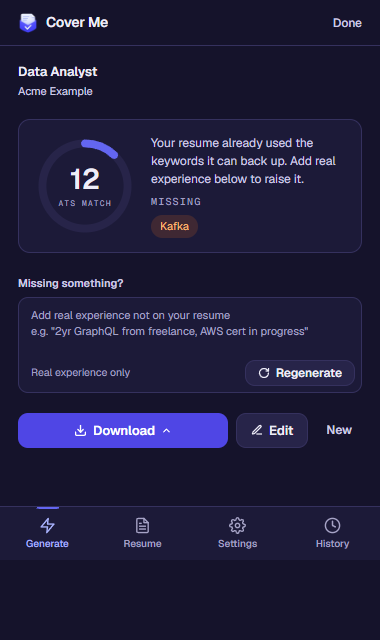 Cover Me
Done
Data Analyst
Acme Example
12
ATS MATCH
Your resume already used the
keywords it can back up. Add real
experience below to raise it.
MISSING
Kafka
Missing something?
Add real experience not on your resume
e.g. "2yr GraphQL from freelance, AWS cert in progress"
Real experience only
Regenerate
Download
Edit
New
Generate
Resume
Settings
History